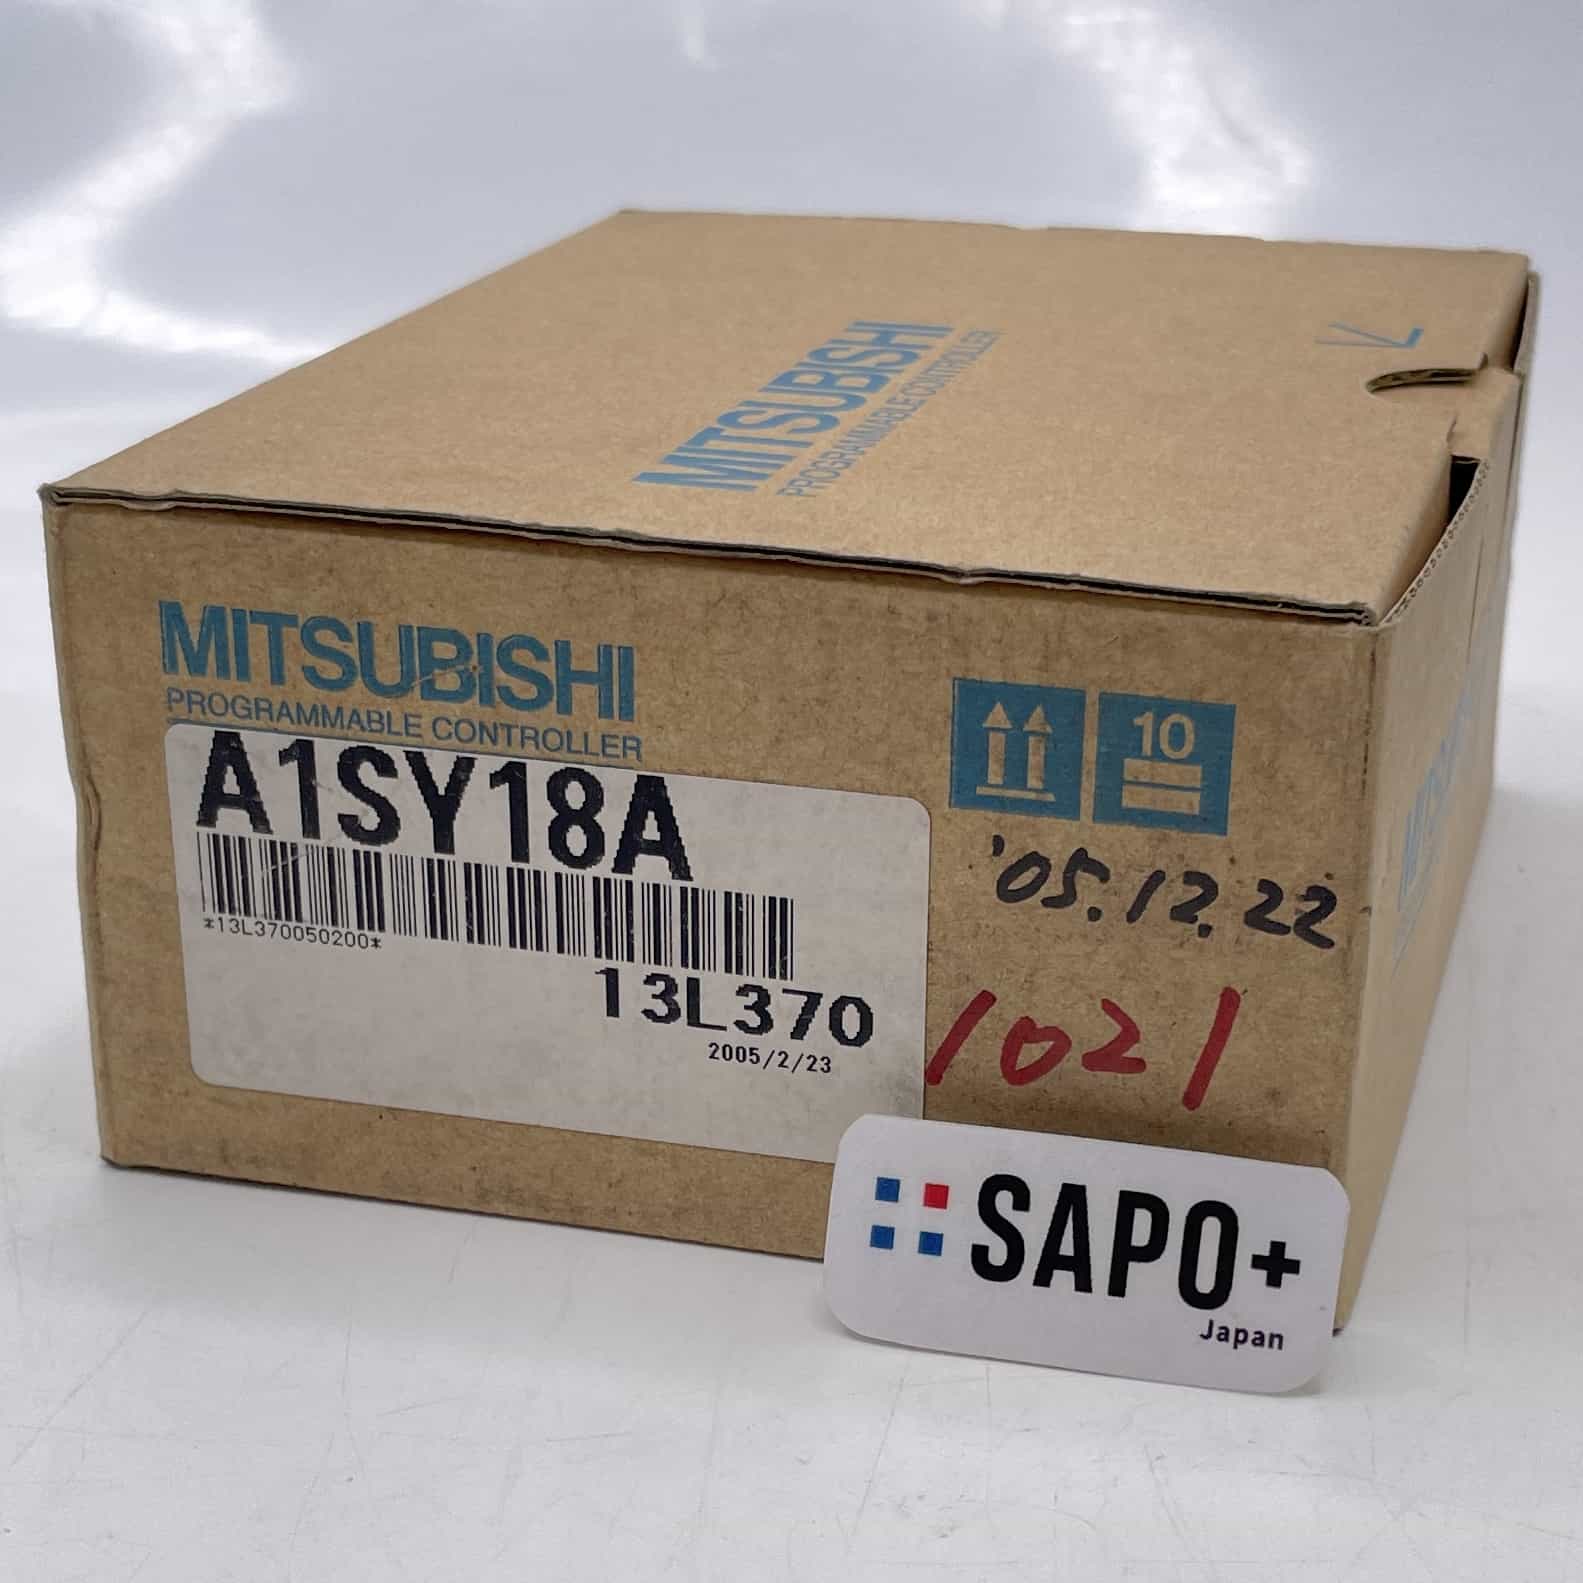 MITSUBISHI
PROGRAMMABLE CONTROLLER
MITSUBISHI
PROGRAMMABLE CONTROLLER
A1SY18A
*13L370050200*
13L370
2005/2/23
10
'05.12.22
1021
SAPO+
Japan